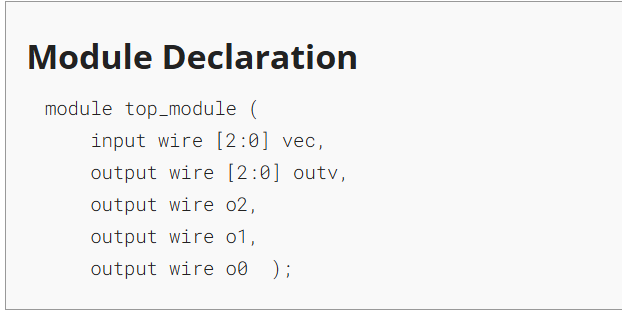 Module Declaration
module top_module (
input wire [2:0] vec,
output wire [2:0] outv,
output wire o2,
output wire o1,
output wire o0  );